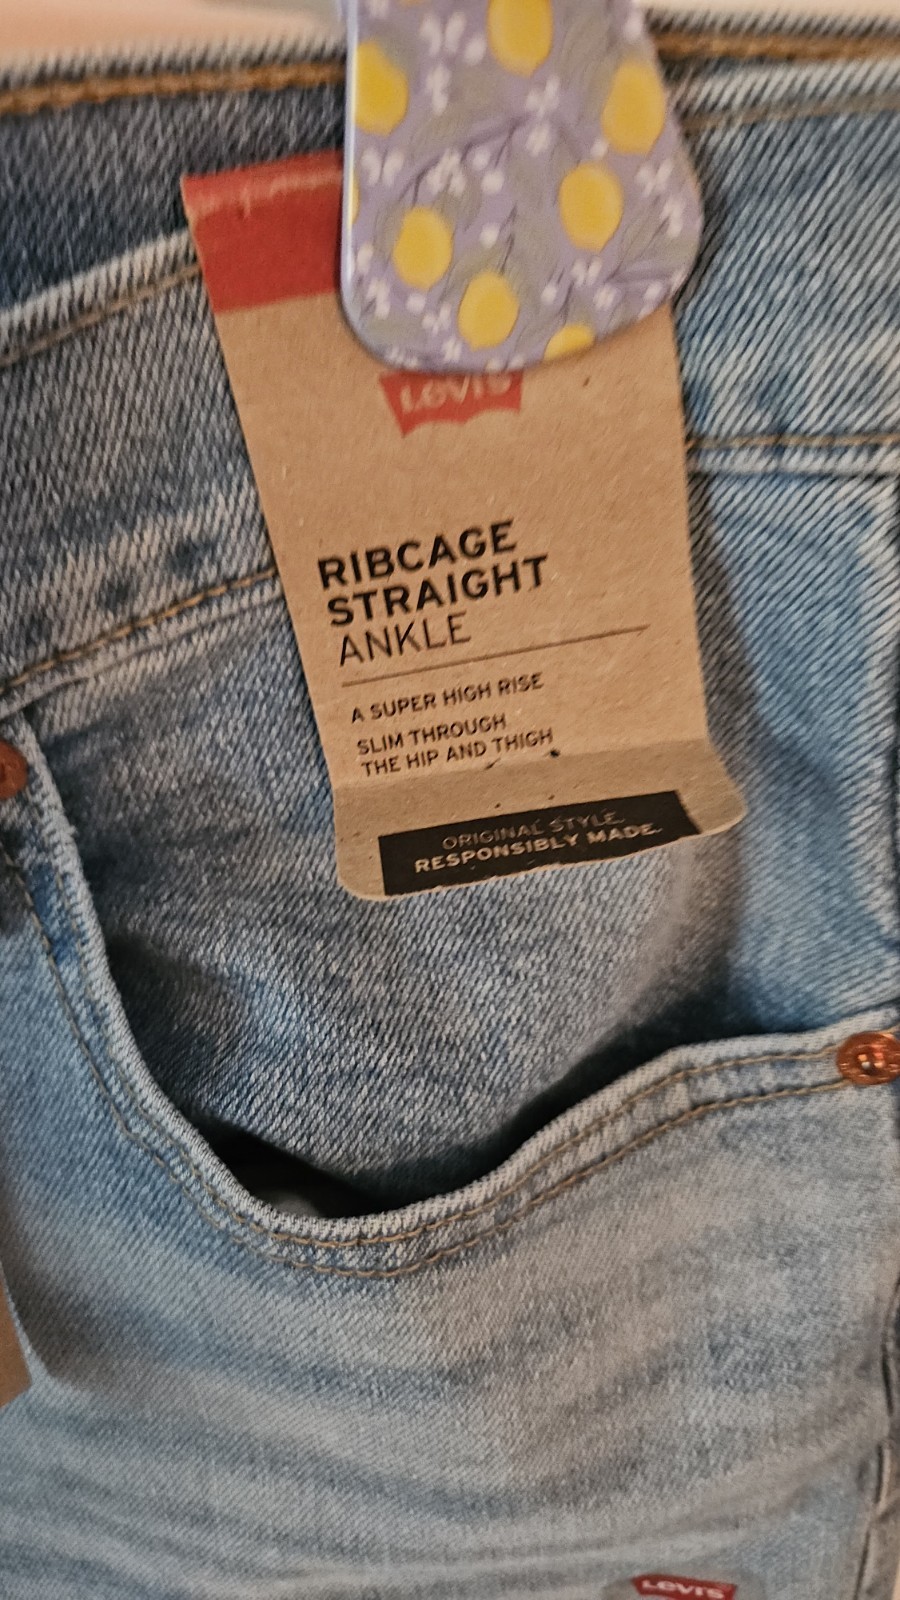 Levi's
RIBCAGE
STRAIGHT
ANKLE
A SUPER HIGH RISE
SLIM THROUGH
THE HIP AND THIGH
ORIGINAL STYLE.
RESPONSIBLY MADE.
Levi's